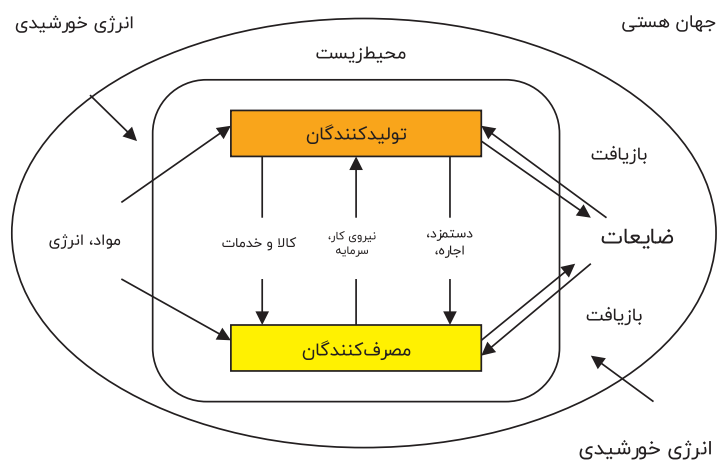 جهان هستی
انرژی خورشیدی
محیط‌زیست
تولیدکنندگان
بازیافت
ضایعات
دستمزد،
اجاره،
نیروی کار،
سرمایه
کالا و خدمات
مواد، انرژی
بازیافت
مصرف‌کنندگان
انرژی خورشیدی